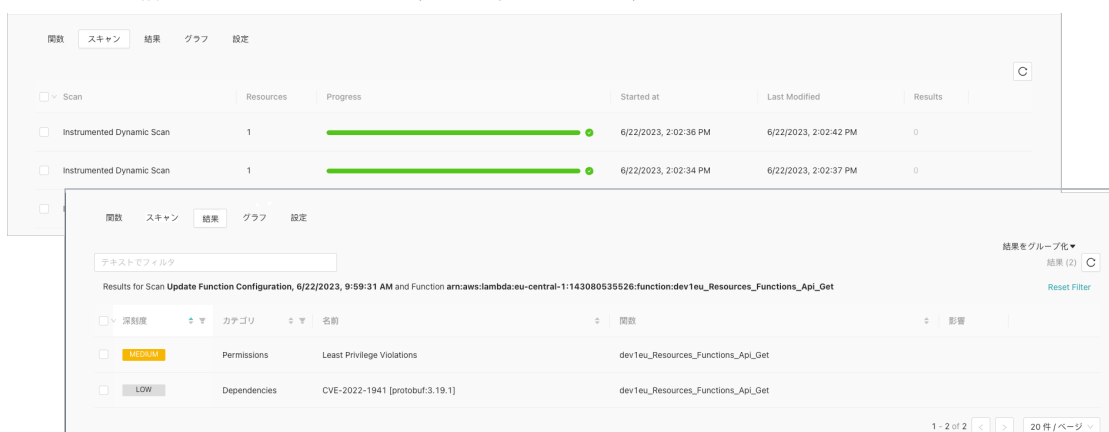 関数 スキャン 結果 グラフ 設定
Scan Resources Progress Started at Last Modified Results
Instrumented Dynamic Scan 1 6/22/2023, 2:02:36 PM 6/22/2023, 2:02:42 PM 0
Instrumented Dynamic Scan 1 6/22/2023, 2:02:34 PM 6/22/2023, 2:02:37 PM 0
関数 スキャン 結果 グラフ 設定
結果をグループ化▼
テキストでフィルタ 結果 (2)
Results for Scan Update Function Configuration, 6/22/2023, 9:59:31 AM and Function arn:aws:lambda:eu-central-1:143080535526:function:dev1eu_Resources_Functions_Api_Get Reset Filter
深刻度 カテゴリ 名前 関数 影響
MEDIUM Permissions Least Privilege Violations dev1eu_Resources_Functions_Api_Get
LOW Dependencies CVE-2022-1941 [protobuf:3.19.1] dev1eu_Resources_Functions_Api_Get
1 - 2 of 2 < > 20 件 / ページ